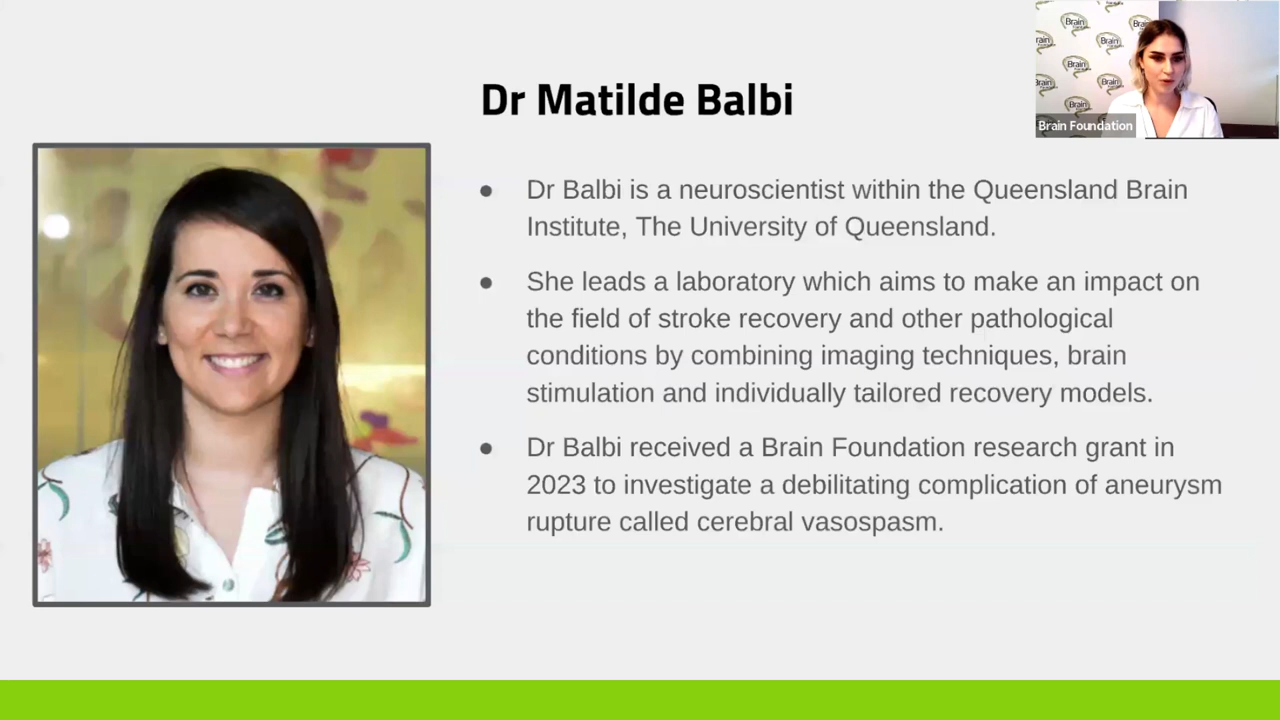 Dr Matilde Balbi
Brain Foundation
● Dr Balbi is a neuroscientist within the Queensland Brain
Institute, The University of Queensland.
● She leads a laboratory which aims to make an impact on
the field of stroke recovery and other pathological
conditions by combining imaging techniques, brain
stimulation and individually tailored recovery models.
● Dr Balbi received a Brain Foundation research grant in
2023 to investigate a debilitating complication of aneurysm
rupture called cerebral vasospasm.